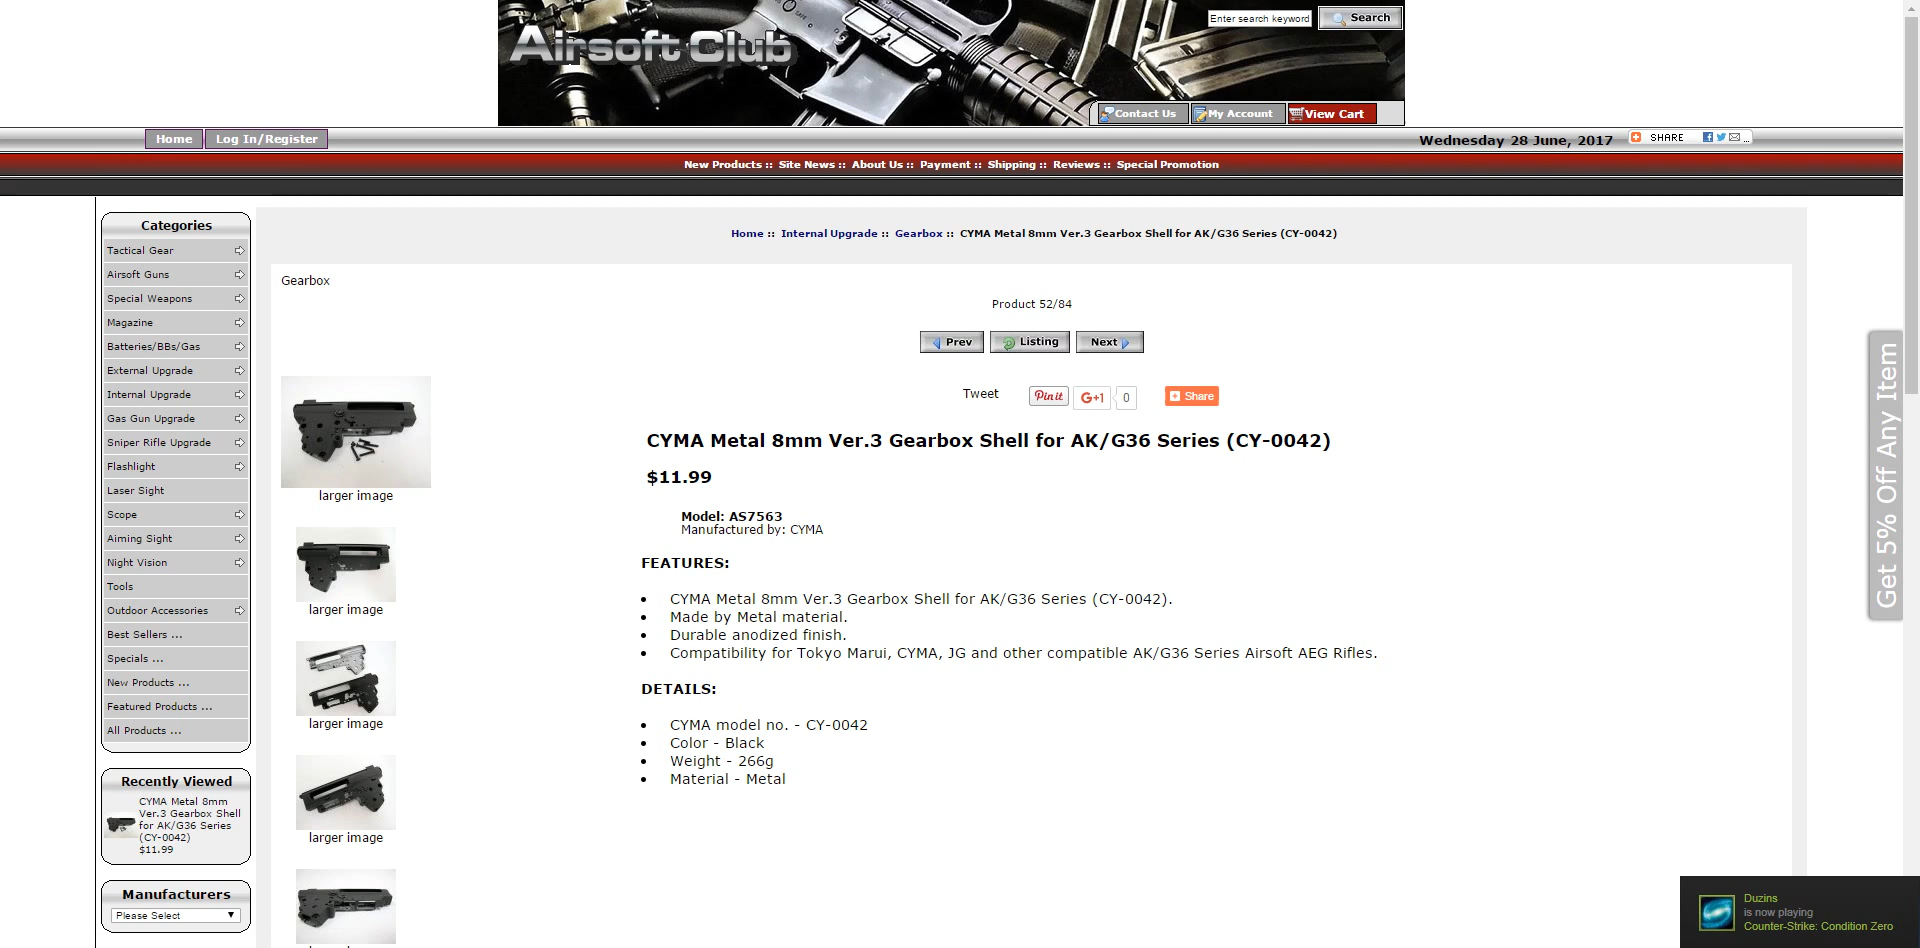 Airsoft Club
Enter search keyword
Search
Contact Us
My Account
View Cart
Home
Log In/Register
Wednesday 28 June, 2017
SHARE
New Products :: Site News :: About Us :: Payment :: Shipping :: Reviews :: Special Promotion
Categories
Tactical Gear
Airsoft Guns
Special Weapons
Magazine
Batteries/BBs/Gas
External Upgrade
Internal Upgrade
Gas Gun Upgrade
Sniper Rifle Upgrade
Flashlight
Laser Sight
Scope
Aiming Sight
Night Vision
Tools
Outdoor Accessories
Best Sellers ...
Specials ...
New Products ...
Featured Products ...
All Products ...
Recently Viewed
CYMA Metal 8mm
Ver.3 Gearbox Shell
for AK/G36 Series
(CY-0042)
$11.99
Manufacturers
Please Select
Home :: Internal Upgrade :: Gearbox :: CYMA Metal 8mm Ver.3 Gearbox Shell for AK/G36 Series (CY-0042)
Gearbox
Product 52/84
Prev
Listing
Next
larger image
larger image
larger image
larger image
Tweet
Pin it
G+1
0
Share
CYMA Metal 8mm Ver.3 Gearbox Shell for AK/G36 Series (CY-0042)
$11.99
Model: AS7563
Manufactured by: CYMA
FEATURES:
CYMA Metal 8mm Ver.3 Gearbox Shell for AK/G36 Series (CY-0042).
Made by Metal material.
Durable anodized finish.
Compatibility for Tokyo Marui, CYMA, JG and other compatible AK/G36 Series Airsoft AEG Rifles.
DETAILS:
CYMA model no. - CY-0042
Color - Black
Weight - 266g
Material - Metal
Get 5% Off Any Item
Duzins
is now playing
Counter-Strike: Condition Zero